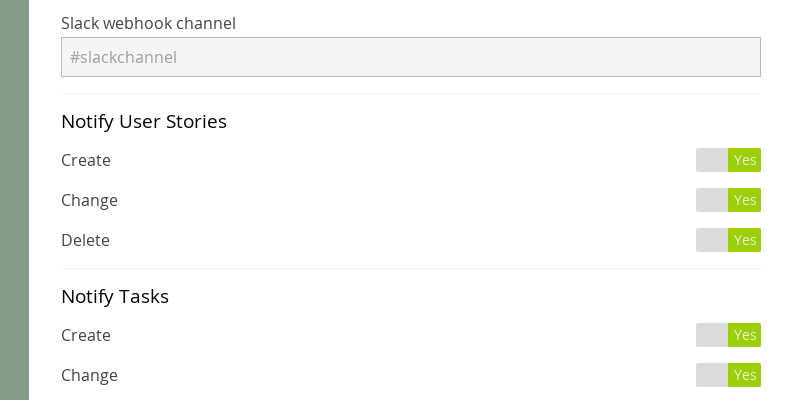 Slack webhook channel
#slackchannel
Notify User Stories
Create Yes
Change Yes
Delete Yes
Notify Tasks
Create Yes
Change Yes